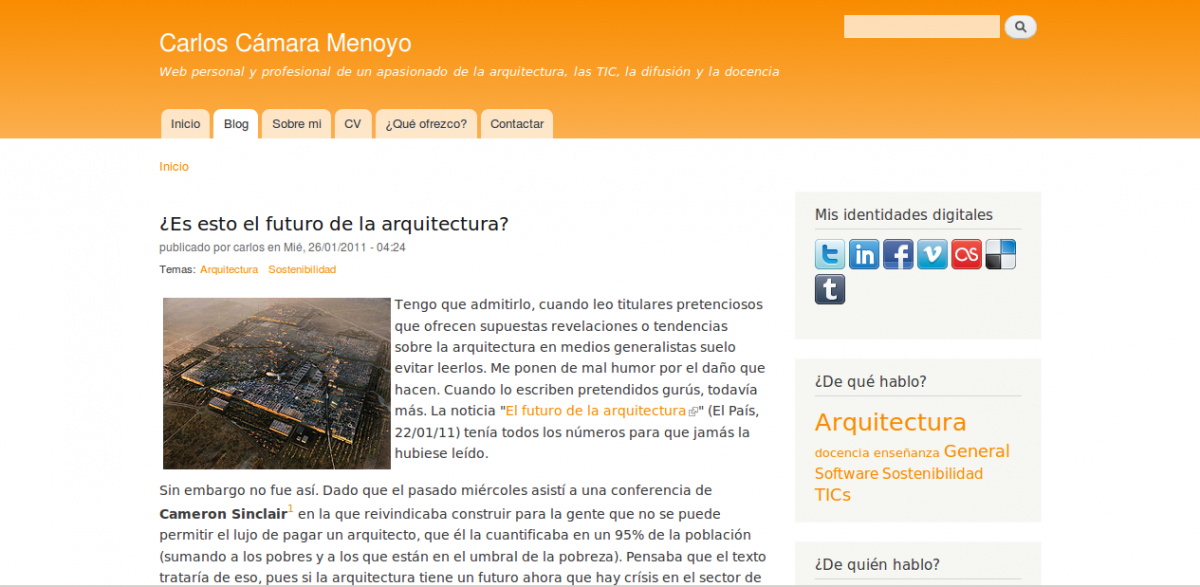 Carlos Cámara Menoyo
Web personal y profesional de un apasionado de la arquitectura, las TIC, la difusión y la docencia
Inicio
Blog
Sobre mi
CV
¿Qué ofrezco?
Contactar
Inicio
¿Es esto el futuro de la arquitectura?
publicado por carlos en Mié, 26/01/2011 - 04:24
Temas: Arquitectura Sostenibilidad
Tengo que admitirlo, cuando leo titulares pretenciosos
que ofrecen supuestas revelaciones o tendencias
sobre la arquitectura en medios generalistas suelo
evitar leerlos. Me ponen de mal humor por el daño que
hacen. Cuando lo escriben pretendidos gurús, todavía
más. La noticia "El futuro de la arquitectura" (El País,
22/01/11) tenía todos los números para que jamás la
hubiese leído.
Sin embargo no fue así. Dado que el pasado miércoles asistí a una conferencia de
Cameron Sinclair1 en la que reivindicaba construir para la gente que no se puede
permitir el lujo de pagar un arquitecto, que él la cuantificaba en un 95% de la población
(sumando a los pobres y a los que están en el umbral de la pobreza). Pensaba que el texto
trataría de eso, pues si la arquitectura tiene un futuro ahora que hay crísis en el sector de
Mis identidades digitales
t in f v as
t
¿De qué hablo?
Arquitectura
docencia enseñanza General
Software Sostenibilidad
TICs
¿De quién hablo?